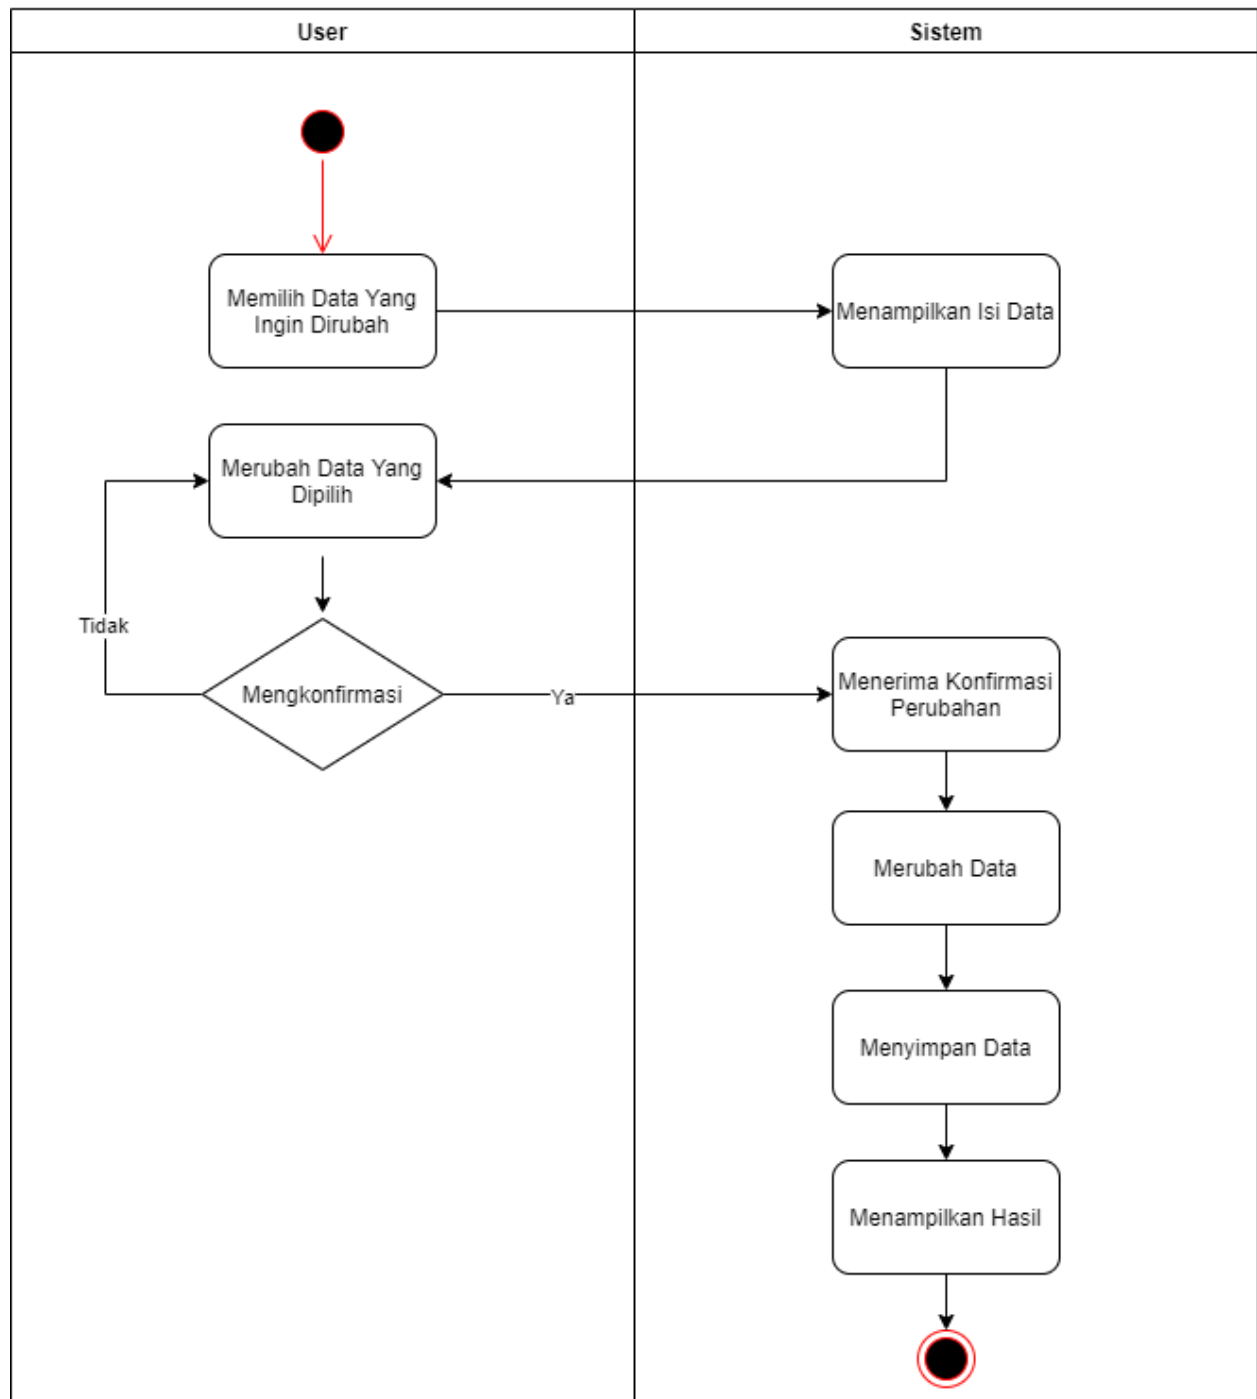 User
Sistem
Memilih Data Yang
Ingin Dirubah
Menampilkan Isi Data
Merubah Data Yang
Dipilih
Tidak
Mengkonfirmasi
Ya
Menerima Konfirmasi
Perubahan
Merubah Data
Menyimpan Data
Menampilkan Hasil